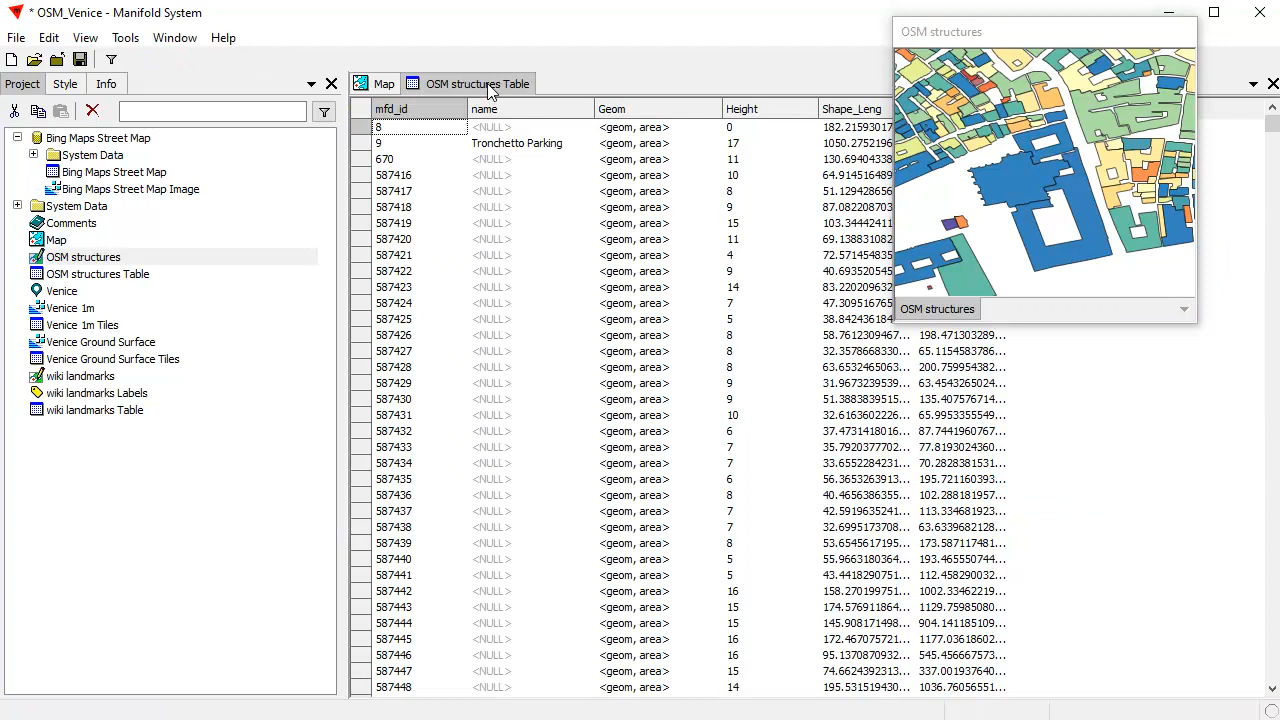 * OSM_Venice - Manifold System
File Edit View Tools Window Help
Project Style Info
Bing Maps Street Map
System Data
Bing Maps Street Map
Bing Maps Street Map Image
System Data
Comments
Map
OSM structures
OSM structures Table
Venice
Venice 1m
Venice 1m Tiles
Venice Ground Surface
Venice Ground Surface Tiles
wiki landmarks
wiki landmarks Labels
wiki landmarks Table
Map OSM structures Table
mfd_id name Geom Height Shape_Leng
8 <NULL> <geom, area> 0 182.21593017
9 Tronchetto Parking <geom, area> 17 1050.2752196
670 <NULL> <geom, area> 11 130.69404338
587416 <NULL> <geom, area> 10 64.914516489
587417 <NULL> <geom, area> 8 51.129428656
587418 <NULL> <geom, area> 9 87.082208703
587419 <NULL> <geom, area> 15 103.34442411
587420 <NULL> <geom, area> 11 69.138831082
587421 <NULL> <geom, area> 4 72.571454835
587422 <NULL> <geom, area> 9 40.693520545
587423 <NULL> <geom, area> 14 83.220209632
587424 <NULL> <geom, area> 7 47.309516765
587425 <NULL> <geom, area> 5 38.842436184
587426 <NULL> <geom, area> 8 58.7612309467... 198.471303289...
587427 <NULL> <geom, area> 8 32.3578668330... 65.1154583786...
587428 <NULL> <geom, area> 8 63.6532465063... 200.759954382...
587429 <NULL> <geom, area> 9 31.9673239539... 63.4543265024...
587430 <NULL> <geom, area> 9 51.3883839515... 135.407576714...
587431 <NULL> <geom, area> 10 32.6163602226... 65.9953355549...
587432 <NULL> <geom, area> 6 37.4731418016... 87.7441960767...
587433 <NULL> <geom, area> 7 35.7920377702... 77.8193024360...
587434 <NULL> <geom, area> 7 33.6552284231... 70.2828381531...
587435 <NULL> <geom, area> 6 56.3653263913... 195.721160393...
587436 <NULL> <geom, area> 8 40.4656386355... 102.288181957...
587437 <NULL> <geom, area> 7 42.5919635241... 113.334681923...
587438 <NULL> <geom, area> 7 32.6995173708... 63.6339682128...
587439 <NULL> <geom, area> 8 53.6545617195... 173.587117481...
587440 <NULL> <geom, area> 5 55.9663180364... 193.465550744...
587441 <NULL> <geom, area> 5 43.4418290751... 112.458290032...
587442 <NULL> <geom, area> 16 158.270199751... 1002.33462219...
587443 <NULL> <geom, area> 15 174.576911864... 1129.75985080...
587444 <NULL> <geom, area> 15 145.908171498... 904.141185109...
587445 <NULL> <geom, area> 16 172.467075721... 1177.03618602...
587446 <NULL> <geom, area> 16 95.1370870932... 545.456667573...
587447 <NULL> <geom, area> 15 74.6624392313... 337.001937640...
587448 <NULL> <geom, area> 14 195.531519430... 1036.76056551...
OSM structures
OSM structures